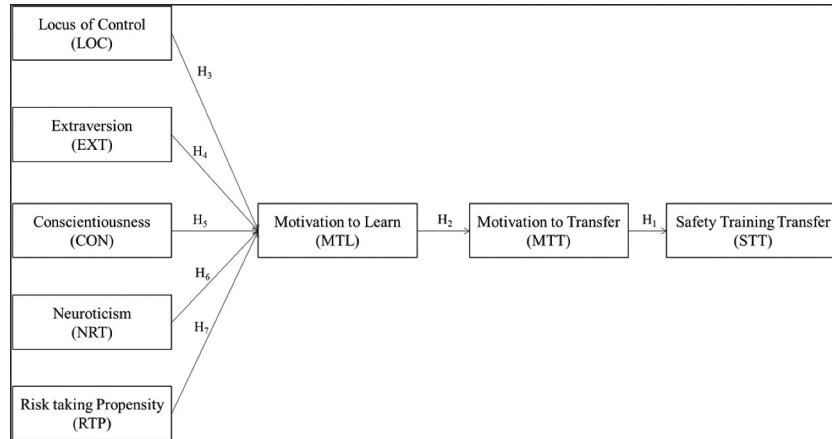 Locus of Control
(LOC)
H3
Extraversion
(EXT)
H4
Conscientiousness
(CON)
H5
Motivation to Learn
(MTL)
H2
Motivation to Transfer
(MTT)
H1
Safety Training Transfer
(STT)
H6
Neuroticism
(NRT)
H7
Risk taking Propensity
(RTP)